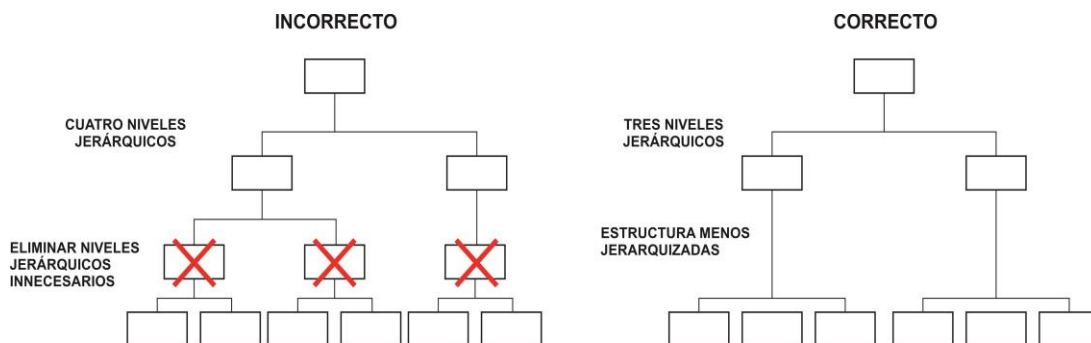 INCORRECTO
CUATRO NIVELES
JERÁRQUICOS
ELIMINAR NIVELES
JERÁRQUICOS
INNECESARIOS
CORRECTO
TRES NIVELES
JERÁRQUICOS
ESTRUCTURA MENOS
JERARQUIZADAS